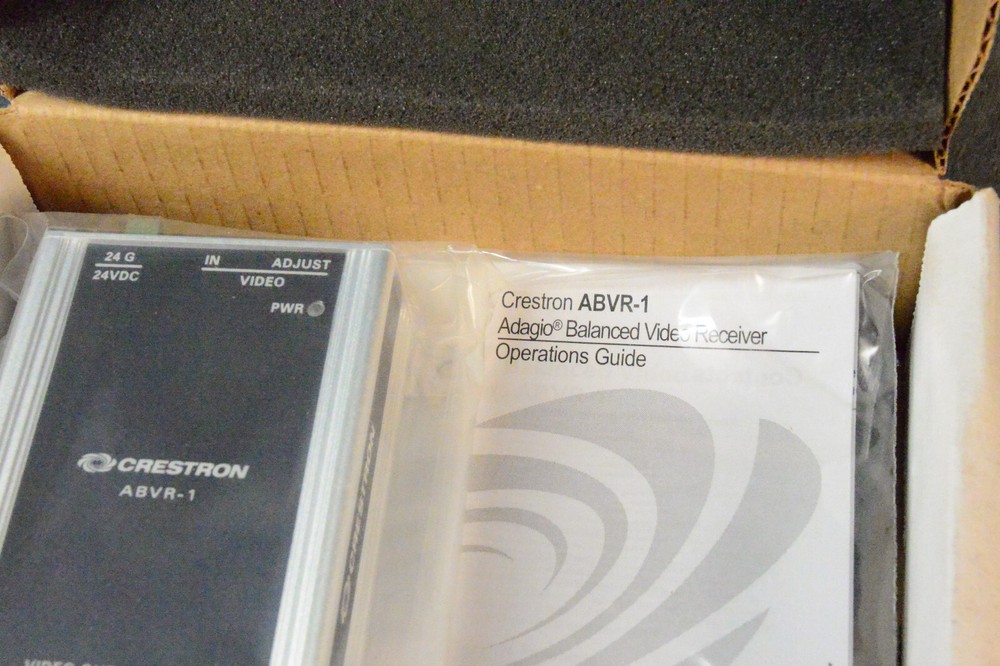 24 G
24VDC
IN ADJUST
VIDEO
PWR
CRESTRON
ABVR-1
CRESTRON
Crestron ABVR-1
Adagio® Balanced Video Receiver
Operations Guide